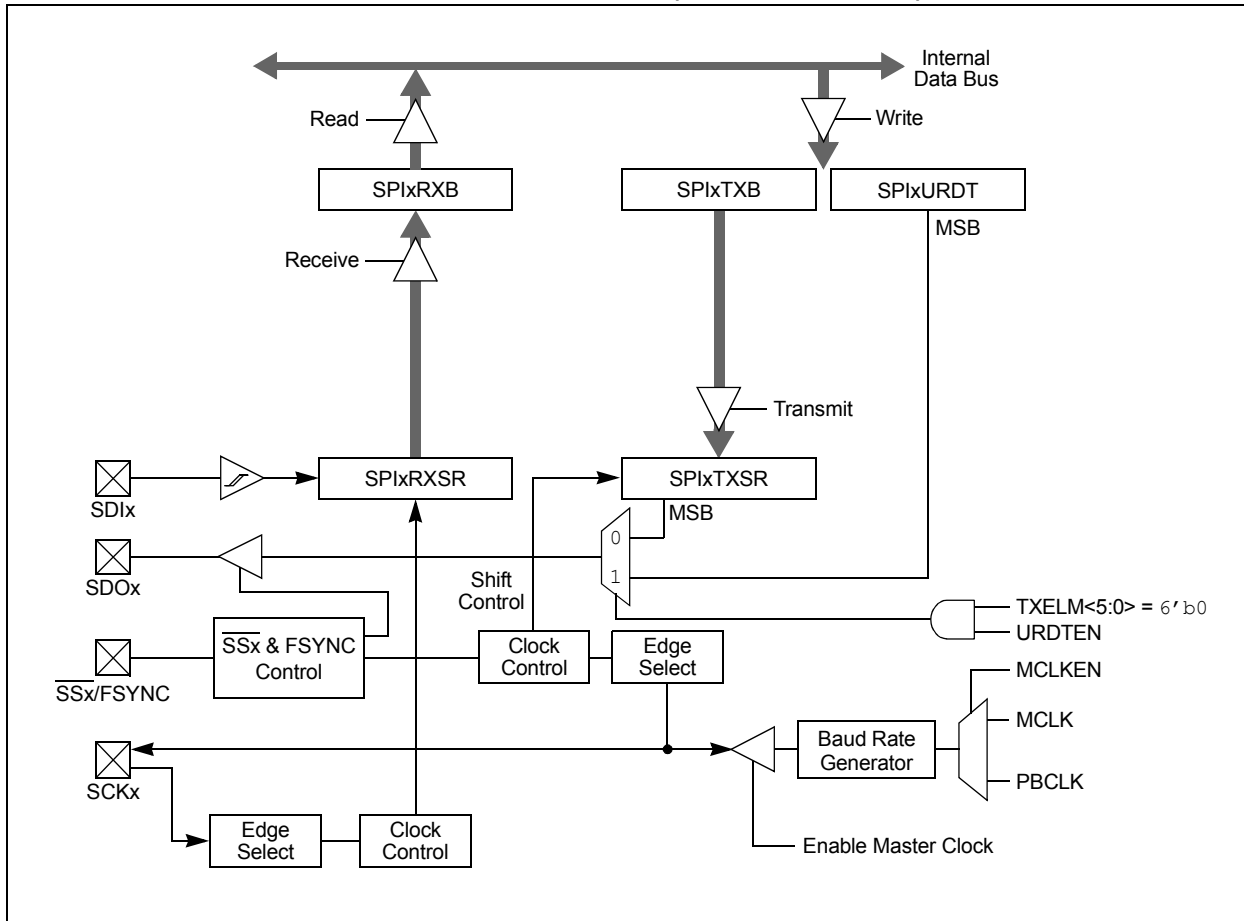 Internal
Data Bus
Read
Write
SPIxRXB
SPIxTXB
SPIxURDT
MSB
Receive
Transmit
SPIxRXSR
SPIxTXSR
SDIx
MSB
0
SDOx
1
Shift
Control
TXELM<5:0> = 6'b0
URDTEN
SSx & FSYNC
Control
Clock
Control
Edge
Select
SSx/FSYNC
MCLKEN
MCLK
Baud Rate
Generator
PBCLK
SCKx
Edge
Select
Clock
Control
Enable Master Clock